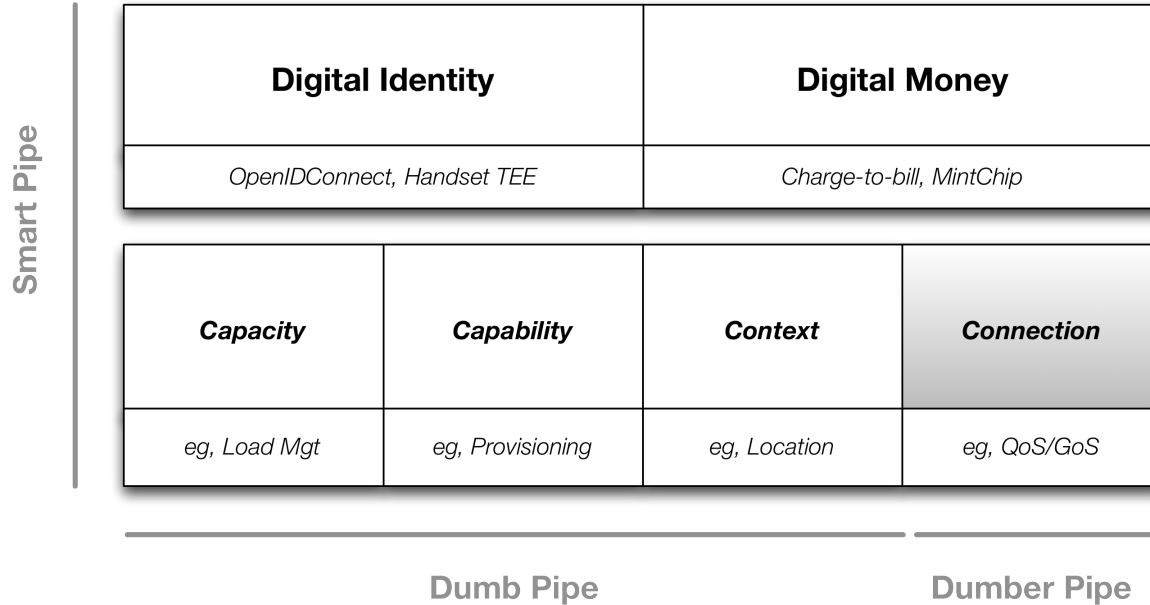 Smart Pipe
Digital Identity
Digital Money
OpenIDConnect, Handset TEE
Charge-to-bill, MintChip
Capacity
Capability
Context
Connection
eg, Load Mgt
eg, Provisioning
eg, Location
eg, QoS/GoS
Dumb Pipe
Dumber Pipe